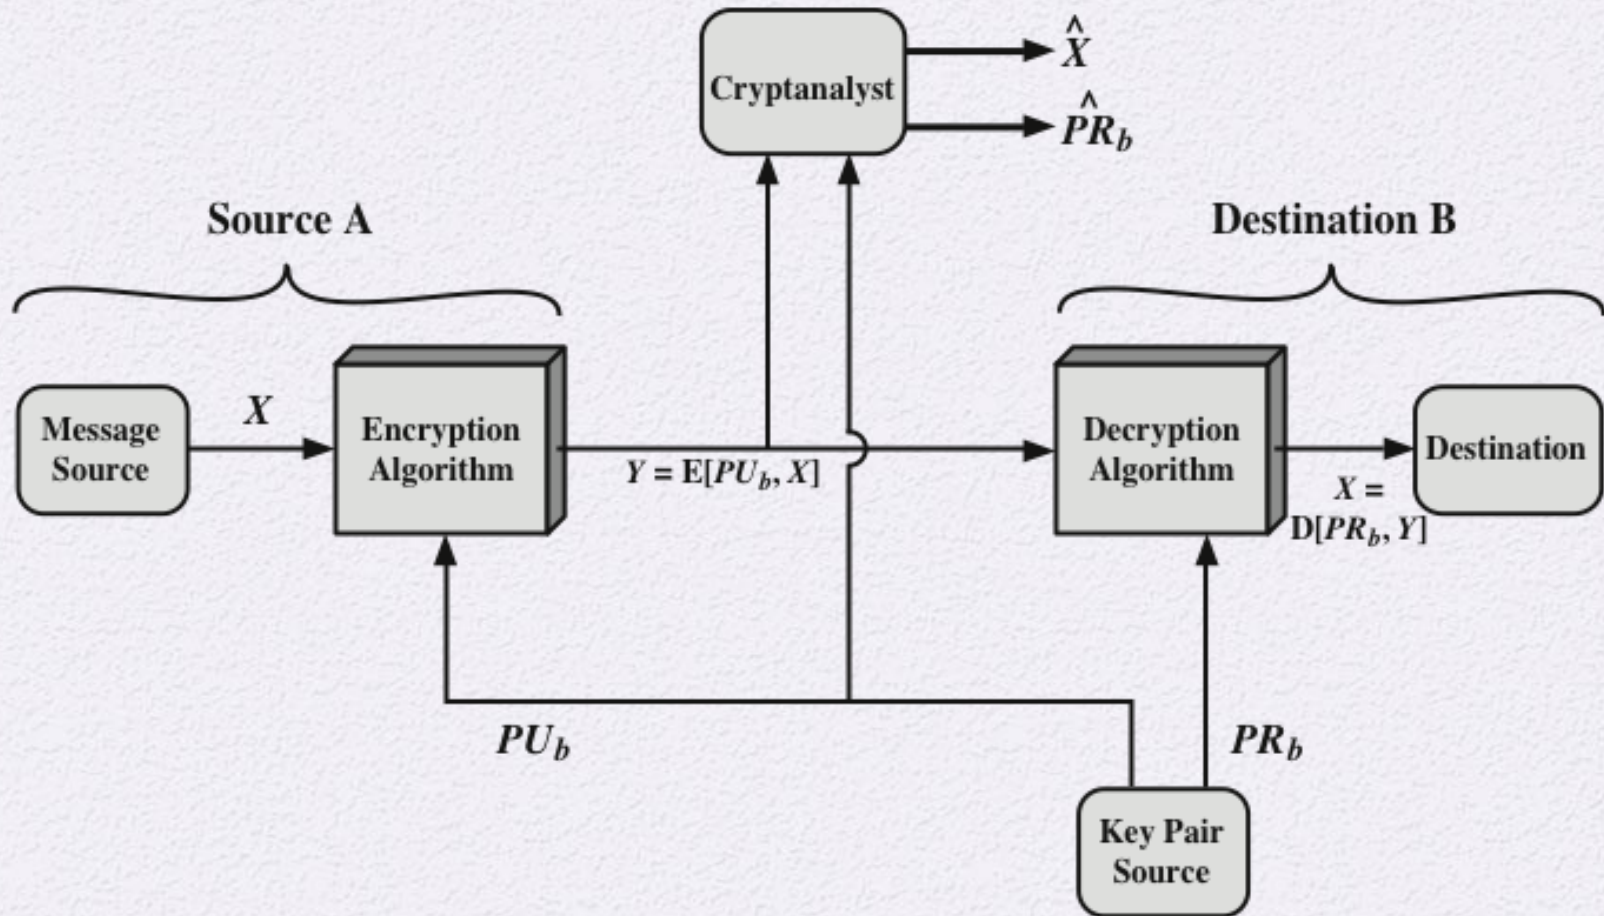 X̂
Cryptanalyst
P̂R_b
Source A
Destination B
X
Message
Source
Encryption
Algorithm
Y = E[PU_b, X]
Decryption
Algorithm
X =
D[PR_b, Y]
Destination
PU_b
PR_b
Key Pair
Source